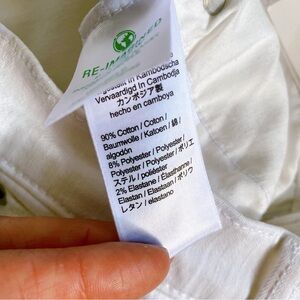 RE-IMAGINED
Vervaardigd In Cambodja
カンボジア製
hecho en camboya
90% Cotton / Coton /
Baumwolle / Katoen / 綿 /
algodón
8% Polyester / Polyester /
Polyester / Polyester / ポリエ
ステル / poliéster
2% Elastane / Élasthanne /
Elastan / Elastaan / ポリウ
レタン / elastano